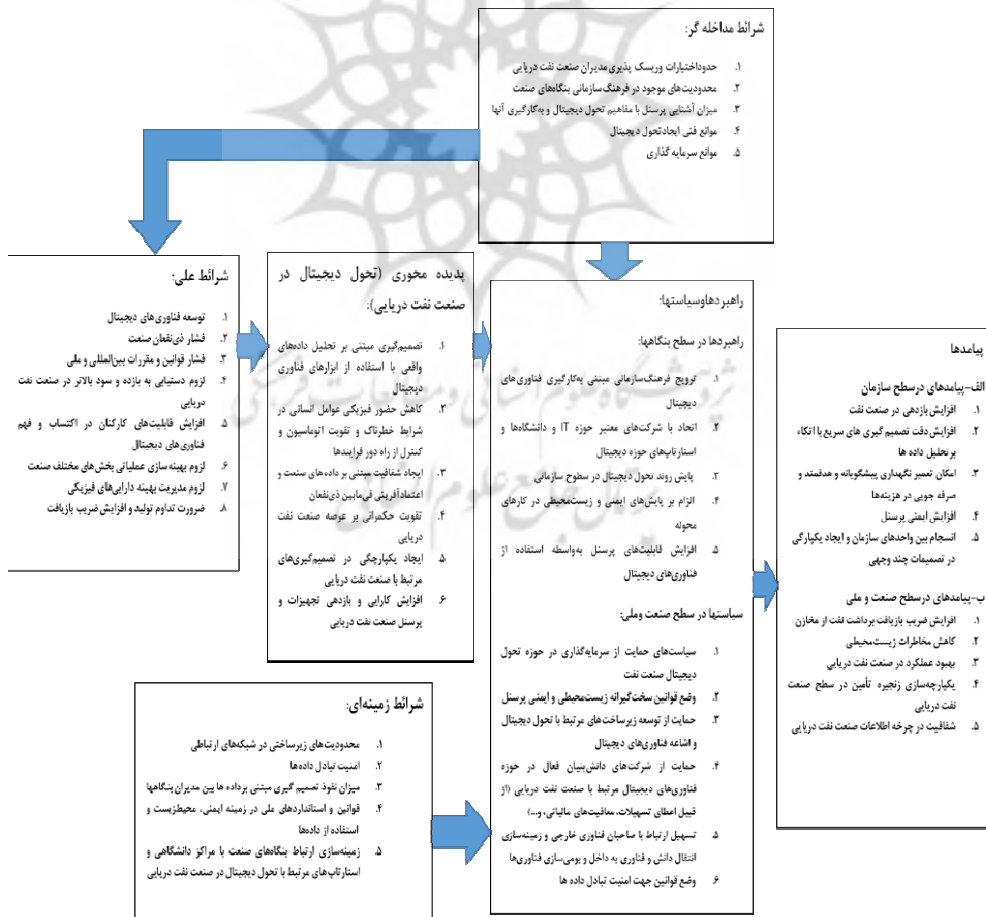 شرائط مداخله گر:
۱. حدوداختیارات وریسک پذیری مدیران صنعت نفت دریایی
۲. محدودیت‌های موجود در فرهنگ سازمانی بنگاه‌های صنعت
۳. میزان آشنایی پرسنل با مفاهیم تحول دیجیتال و به‌کارگیری آنها
۴. موانع فنی ایجادتحول دیجیتال
۵. موانع سرمایه گذاری
شرائط علی:
۱. توسعه فناوری‌های دیجیتال
۲. فشار ذی‌نفعان صنعت
۳. فشار قوانین و مقررات بین‌المللی و ملی
۴. لزوم دستیابی به بازده و سود بالاتر در صنعت نفت
دریایی
۵. افزایش قابلیت‌های کارکنان در اکتساب و فهم
فناوری‌های دیجیتال
۶. لزوم بهینه سازی عملیاتی بخش‌های مختلف صنعت
۷. لزوم مدیریت بهینه دارایی‌های فیزیکی
۸. ضرورت تداوم تولید و افزایش ضریب بازیافت
پدیده محوری (تحول دیجیتال در
صنعت نفت دریایی):
۱. تصمیم‌گیری مبتنی بر تحلیل داده‌های
واقعی با استفاده از ابزارهای فناوری
دیجیتال
۲. کاهش حضور فیزیکی عوامل انسانی در
شرایط خطرناک و تقویت اتوماسیون و
کنترل از راه دور فرایندها
۳. ایجاد شفافیت مبتنی بر داده‌های صنعت و
اعتمادآفرینی فی‌مابین ذی‌نفعان
۴. تقویت حکمرانی بر عرصه صنعت نفت
دریایی
۵. ایجاد یکپارچگی در تصمیم‌گیری‌های
مرتبط با صنعت نفت دریایی
۶. افزایش کارایی و بازدهی تجهیزات و
پرسنل صنعت نفت دریایی
راهبردهاوسیاستها:
راهبردها در سطح بنگاهها:
۱. ترویج فرهنگ‌سازمانی مبتنی به‌کارگیری فناوری‌های
دیجیتال
۲. اتحاد با شرکت‌های معتبر حوزه IT و دانشگاه‌ها و
استارتاپ‌های حوزه دیجیتال
۳. پایش روند تحول دیجیتال در سطوح سازمانی
۴. الزام بر پایش‌های ایمنی و زیست‌محیطی در کارهای
محوله
۵. افزایش قابلیت‌های پرسنل به‌واسطه استفاده از
فناوری‌های دیجیتال
سیاستها در سطح صنعت وملی:
۱. سیاست‌های حمایت از سرمایه‌گذاری در حوزه تحول
دیجیتال صنعت نفت
۲. وضع قوانین سخت‌گیرانه زیست‌محیطی و ایمنی پرسنل
۳. حمایت از توسعه زیرساخت‌های مرتبط با تحول دیجیتال
و اشاعه فناوری‌های دیجیتال
۴. حمایت از شرکت‌های دانش‌بنیان فعال در حوزه
فناوری‌های دیجیتال مرتبط با صنعت نفت دریایی (از
قبیل اعطای تسهیلات، معافیت‌های مالیاتی، و...)
۵. تسهیل ارتباط با صاحبان فناوری خارجی و زمینه‌سازی
انتقال دانش و فناوری به داخل و بومی‌سازی فناوری‌ها
۶. وضع قوانین جهت امنیت تبادل داده ها
پیامدها
الف-پیامدهای درسطح سازمان
۱. افزایش بازدهی در صنعت نفت
۲. افزایش دقت تصمیم گیری های سریع با اتکاء
برتحلیل داده ها
۳. امکان تعمیر نگهداری پیشگویانه و هدفمتد و
صرفه جویی در هزینه‌ها
۴. افزایش ایمنی پرسنل
۵. انسجام بین واحدهای سازمان و ایجاد یکپارگی
در تصمیمات چند وجهی
ب-پیامدهای درسطح صنعت و ملی
۱. افزایش ضریب بازیافت برداشت نفت از مخازن
۲. کاهش مخاطرات زیست‌محیطی
۳. بهبود عملکرد در صنعت نفت دریایی
۴. یکپارچه‌سازی زنجیره تأمین در سطح صنعت
نفت دریایی
۵. شفافیت در چرخه اطلاعات صنعت نفت دریایی
شرائط زمینه‌ای:
۱. محدودیت‌های زیرساختی در شبکه‌های ارتباطی
۲. امنیت تبادل داده‌ها
۳. میزان نفوذ تصمیم گیری مبتنی برداده ها بین مدیران بنگاهها
۴. قوانین و استانداردهای ملی در زمینه ایمنی، محیط‌زیست و
استفاده از داده‌ها
۵. زمینه‌سازی ارتباط بنگاه‌های صنعت با مراکز دانشگاهی و
استارتاپ‌های مرتبط با تحول دیجیتال در صنعت نفت دریایی
پژوهشگاه علوم انسانی و مطالعات فرهنگی
پرتال جامع علوم انسانی